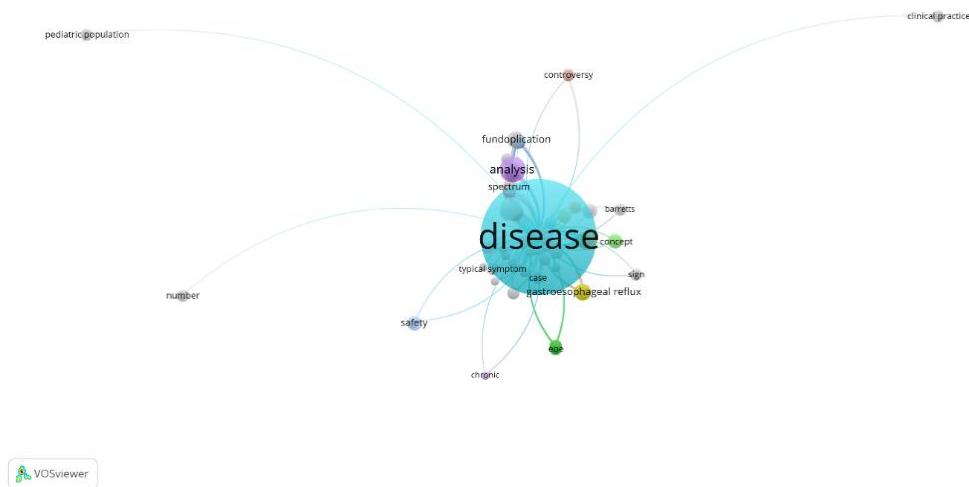 clinical practice
pediatric population
controversy
fundoplication
analysis
spectrum
barretts
disease
concept
typical symptom
sign
case
gastroesophageal reflux
number
safety
eoe
chronic
VOSviewer